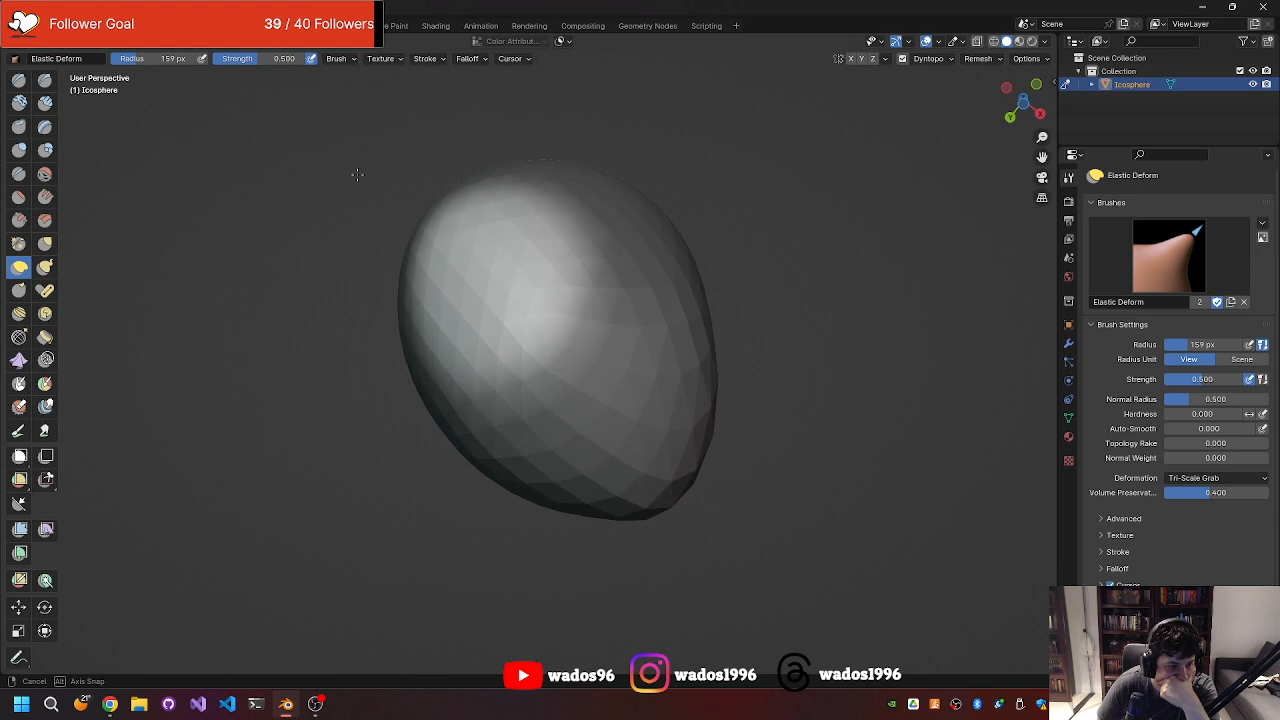 Follower Goal 39 / 40 Followers
Paint Shading Animation Rendering Compositing Geometry Nodes Scripting +
Scene ViewLayer
Color Attribut...
Elastic Deform Radius 159 px Strength 0.500 Brush Texture Stroke Falloff Cursor
X Y Z Dyntopo Remesh Options
User Perspective
(1) Icosphere
Scene Collection
Collection
Icosphere
Elastic Deform
Brushes
Elastic Deform 2
Brush Settings
Radius 159 px
Radius Unit View Scene
Strength 0.500
Normal Radius 0.500
Hardness 0.000
Auto-Smooth 0.000
Topology Rake 0.000
Normal Weight 0.000
Deformation Tri-Scale Grab
Volume Preservat... 0.400
Advanced
Texture
Stroke
Falloff
Cursor
wados96 wados1996 wados1996
Cancel Alt Axis Snap